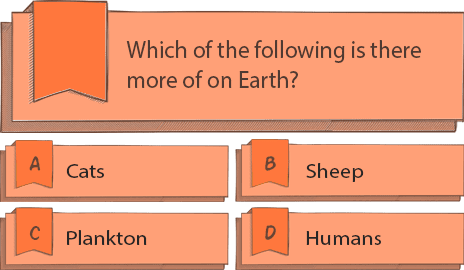 Which of the following is there
more of on Earth?
A Cats
B Sheep
C Plankton
D Humans